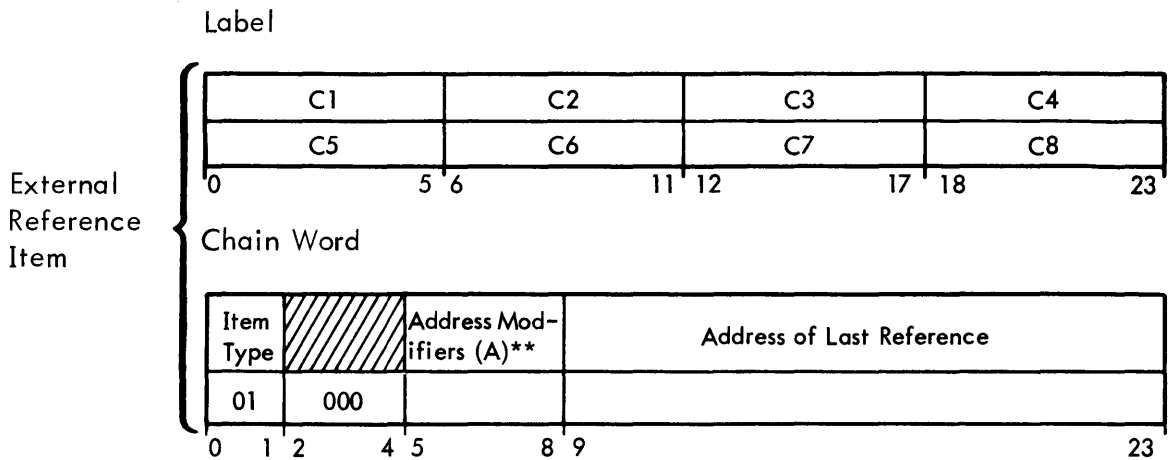 Label
C1 C2 C3 C4
C5 C6 C7 C8
0 5 6 11 12 17 18 23
External
Reference
Item
Chain Word
Item
Type
Address Mod-
ifiers (A)**
Address of Last Reference
01 000
0 1 2 4 5 8 9 23